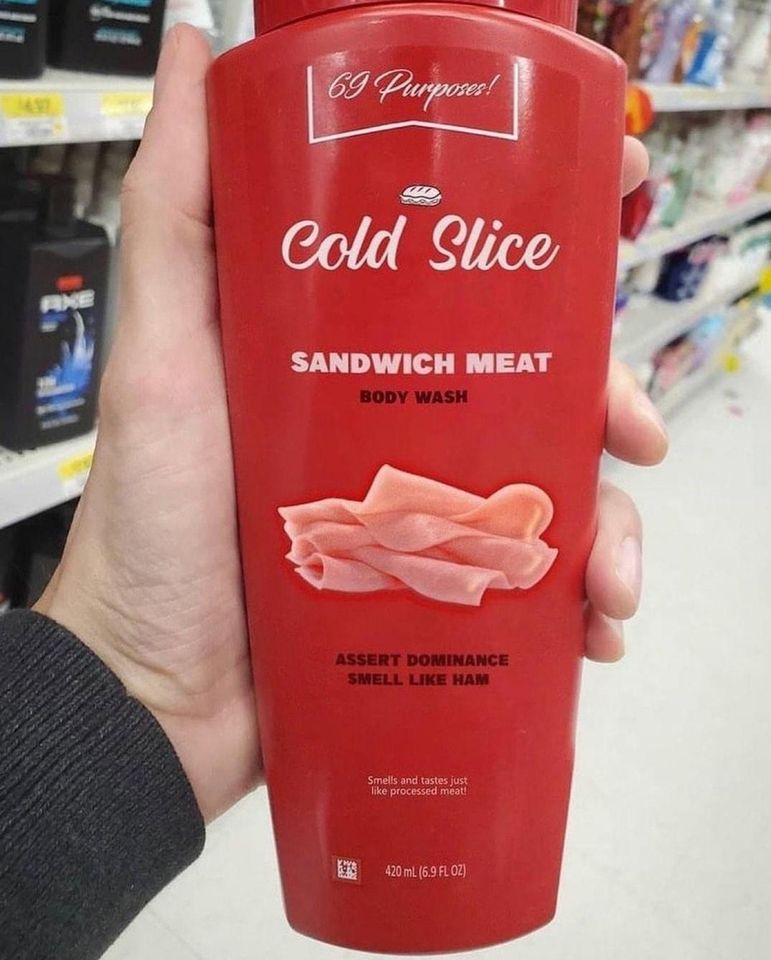 69 Purposes!
Cold Slice
SANDWICH MEAT
BODY WASH
AXE
ASSERT DOMINANCE
SMELL LIKE HAM
Smells and tastes just
like processed meat!
420 mL (6.9 FL OZ)